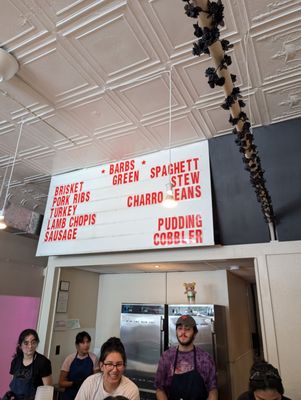 * BARBS *
BRISKET
PORK RIBS
TURKEY
LAMB CHOPIS
SAUSAGE
GREEN SPAGHETTI
STEW
CHARRO BEANS
PUDDING
COBBLER